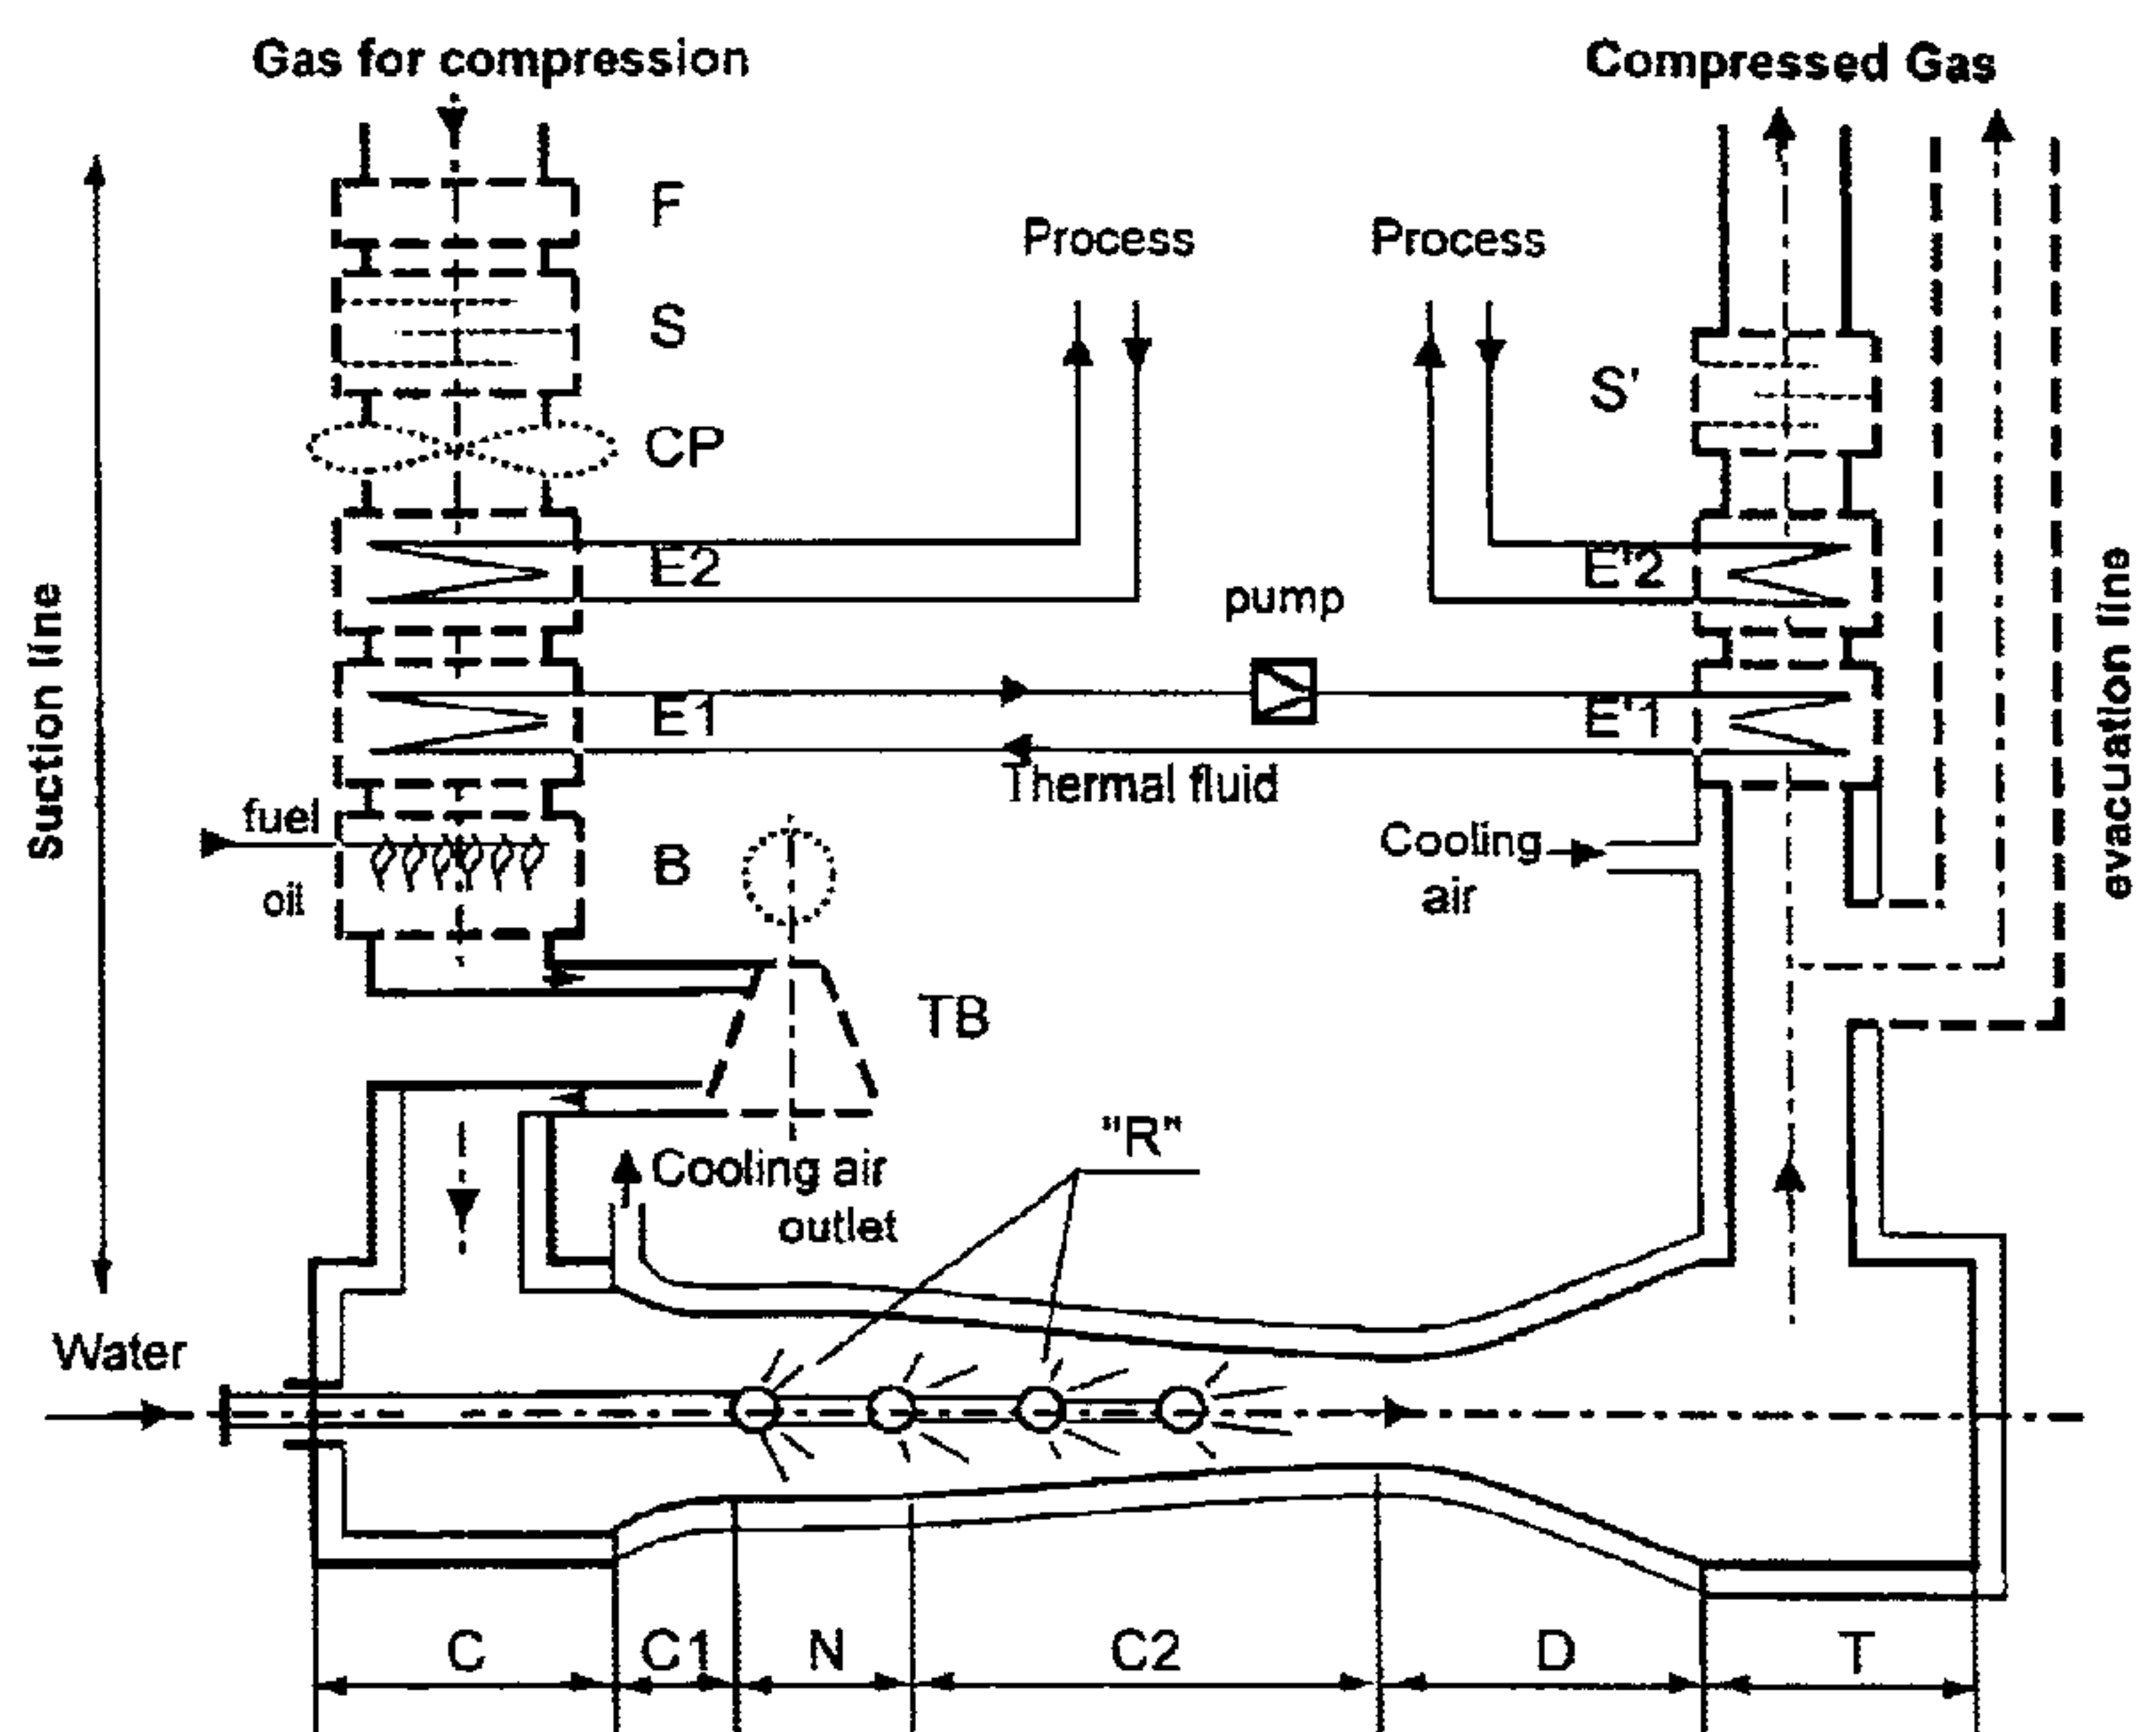 Gas for compression
Compressed Gas
F
S
CP
Process
Process
S'
E2
E'2
pump
E1
E'1
Thermal fluid
Suction line
evacuation line
fuel
oil
B
Cooling
air
TB
"R"
Cooling air
outlet
Water
C
C1
N
C2
D
T